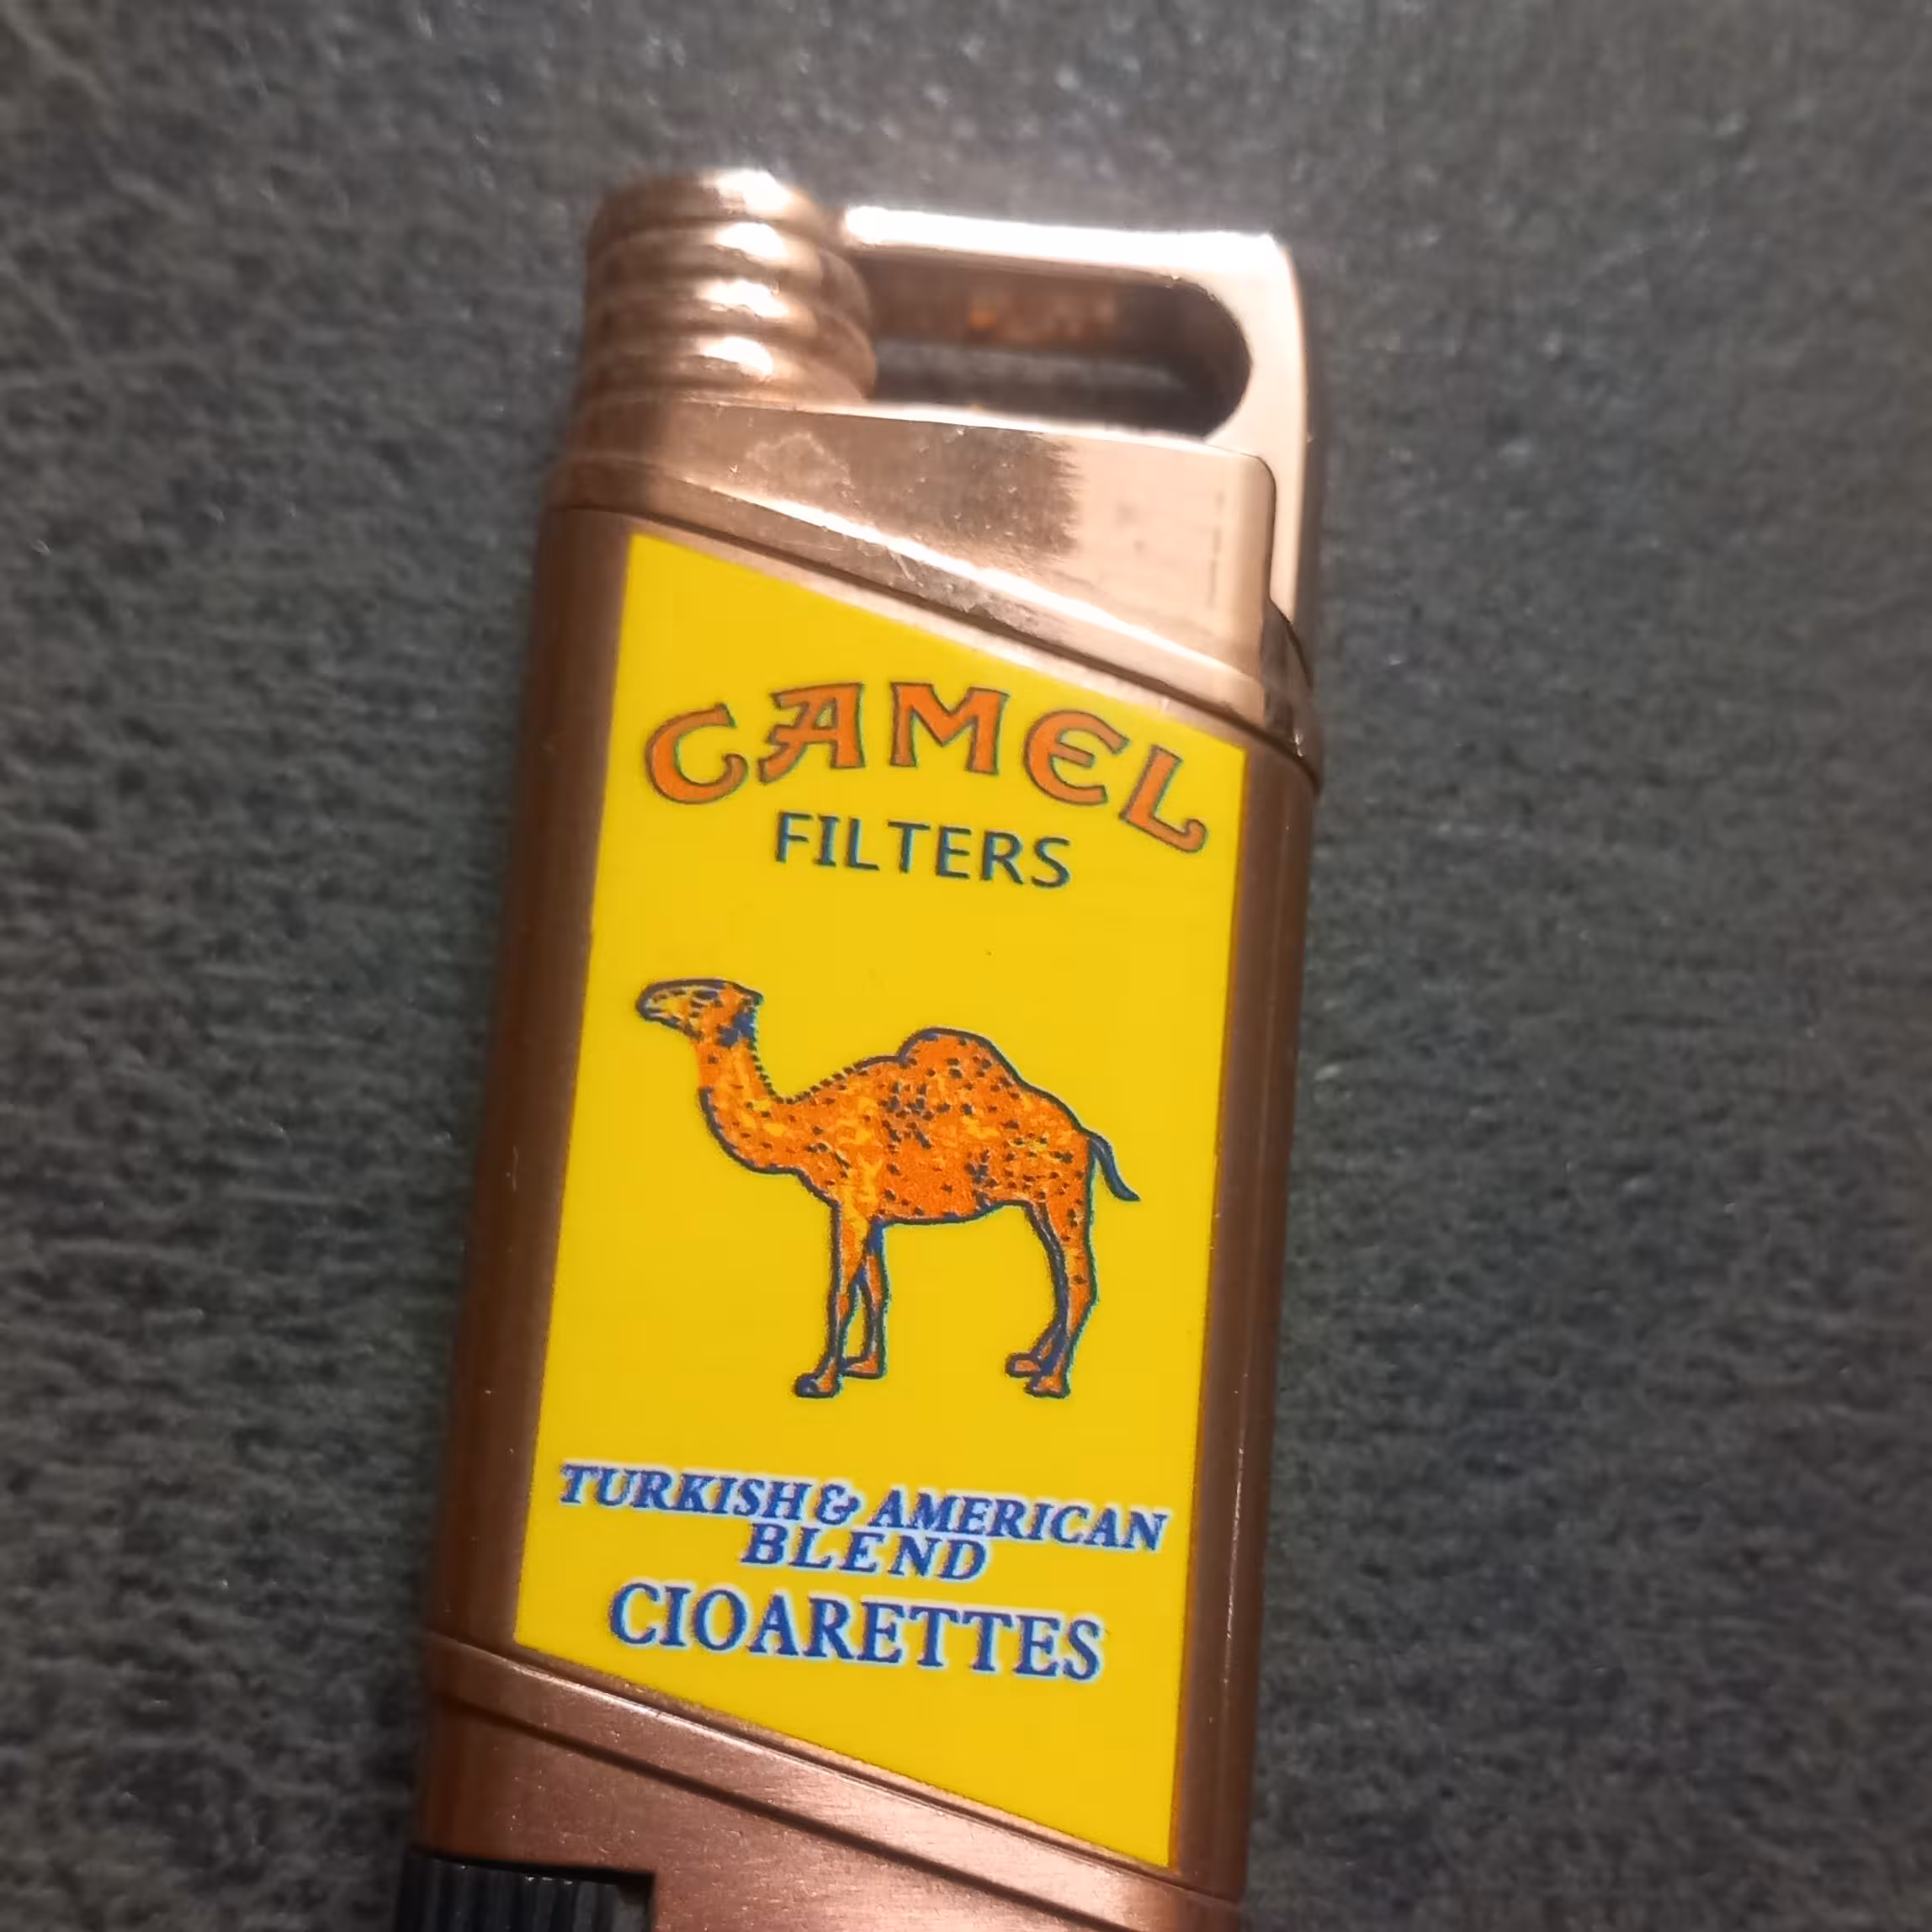 CAMEL
FILTERS
TURKISH & AMERICAN
BLEND
CIOARETTES